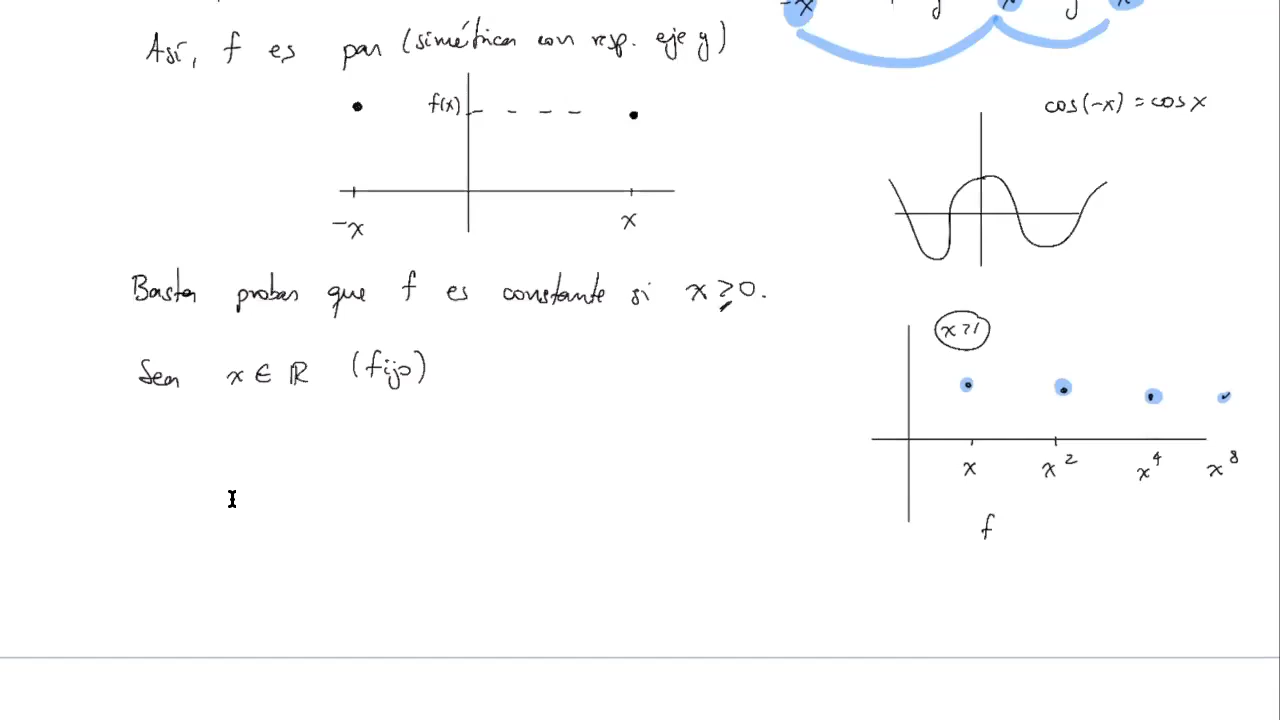 -x y x y x
Así, f es par (simétrica con resp. eje y)
f(x)
-x x
cos(-x) = cos x
Basta probar que f es constante si x ≥ 0.
x ≥ 1
Sea x ∈ ℝ (fijo)
x x² x⁴ x⁸
f